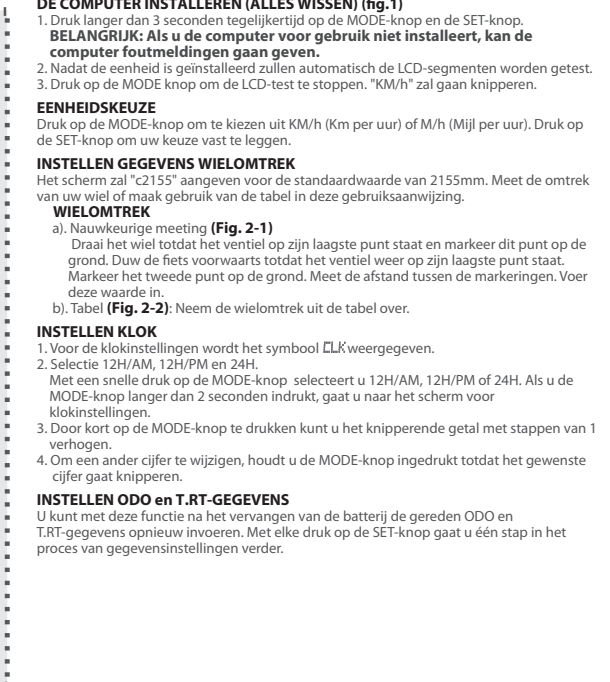 DE COMPUTER INSTALLEREN (ALLES WISSEN) (fig.1)
1. Druk langer dan 3 seconden tegelijkertijd op de MODE-knop en de SET-knop.
BELANGRIJK: Als u de computer voor gebruik niet installeert, kan de
computer foutmeldingen gaan geven.
2. Nadat de eenheid is geïnstalleerd zullen automatisch de LCD-segmenten worden getest.
3. Druk op de MODE knop om de LCD-test te stoppen. "KM/h" zal gaan knipperen.
EENHEIDSKEUZE
Druk op de MODE-knop om te kiezen uit KM/h (Km per uur) of M/h (Mijl per uur). Druk op
de SET-knop om uw keuze vast te leggen.
INSTELLEN GEGEVENS WIELOMTREK
Het scherm zal "c2155" aangeven voor de standaardwaarde van 2155mm. Meet de omtrek
van uw wiel of maak gebruik van de tabel in deze gebruiksaanwijzing.
WIELOMTREK
a). Nauwkeurige meeting (Fig. 2-1)
Draai het wiel totdat het ventiel op zijn laagste punt staat en markeer dit punt op de
grond. Duw de fiets voorwaarts totdat het ventiel weer op zijn laagste punt staat.
Markeer het tweede punt op de grond. Meet de afstand tussen de markeringen. Voer
deze waarde in.
b). Tabel (Fig. 2-2): Neem de wielomtrek uit de tabel over.
INSTELLEN KLOK
1. Voor de klokinstellingen wordt het symbool CLK weergegeven.
2. Selectie 12H/AM, 12H/PM en 24H.
Met een snelle druk op de MODE-knop selecteert u 12H/AM, 12H/PM of 24H. Als u de
MODE-knop langer dan 2 seconden indrukt, gaat u naar het scherm voor
klokinstellingen.
3. Door kort op de MODE-knop te drukken kunt u het knipperende getal met stappen van 1
verhogen.
4. Om een ander cijfer te wijzigen, houdt u de MODE-knop ingedrukt totdat het gewenste
cijfer gaat knipperen.
INSTELLEN ODO en T.RT-GEGEVENS
U kunt met deze functie na het vervangen van de batterij de gereden ODO en
T.RT-gegevens opnieuw invoeren. Met elke druk op de SET-knop gaat u één stap in het
proces van gegevensinstellingen verder.